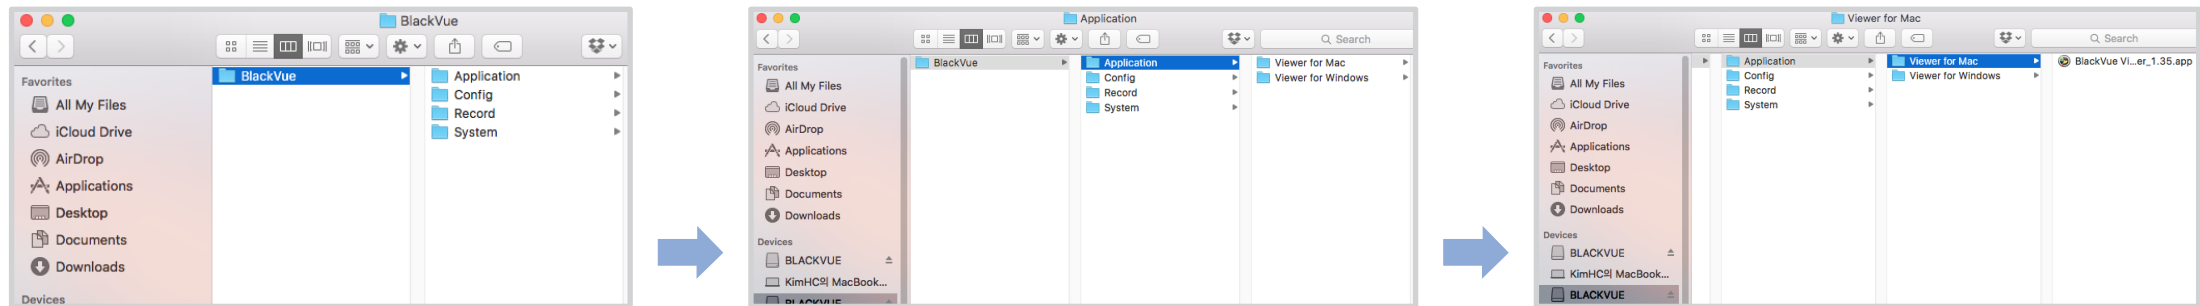 BlackVue
Favorites
All My Files
iCloud Drive
AirDrop
Applications
Desktop
Documents
Downloads
Devices
BlackVue
Application
Config
Record
System
Application
Search
Favorites
All My Files
iCloud Drive
AirDrop
Applications
Desktop
Documents
Downloads
Devices
BLACKVUE
KimHC의 MacBook...
BLACKVUE
BlackVue
Application
Config
Record
System
Viewer for Mac
Viewer for Windows
Viewer for Mac
Search
Favorites
All My Files
iCloud Drive
AirDrop
Applications
Desktop
Documents
Downloads
Devices
BLACKVUE
KimHC의 MacBook...
BLACKVUE
Application
Config
Record
System
Viewer for Mac
Viewer for Windows
BlackVue Vi...er_1.35.app